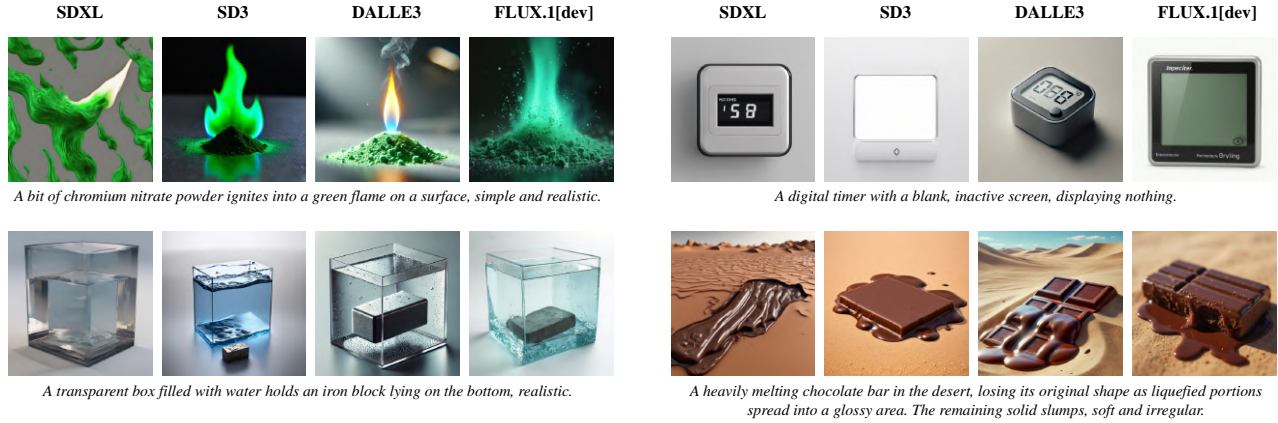 SDXL SD3 DALLE3 FLUX.1[dev]
A bit of chromium nitrate powder ignites into a green flame on a surface, simple and realistic.
A transparent box filled with water holds an iron block lying on the bottom, realistic.
SDXL SD3 DALLE3 FLUX.1[dev]
'58
A digital timer with a blank, inactive screen, displaying nothing.
A heavily melting chocolate bar in the desert, losing its original shape as liquefied portions
spread into a glossy area. The remaining solid slumps, soft and irregular.